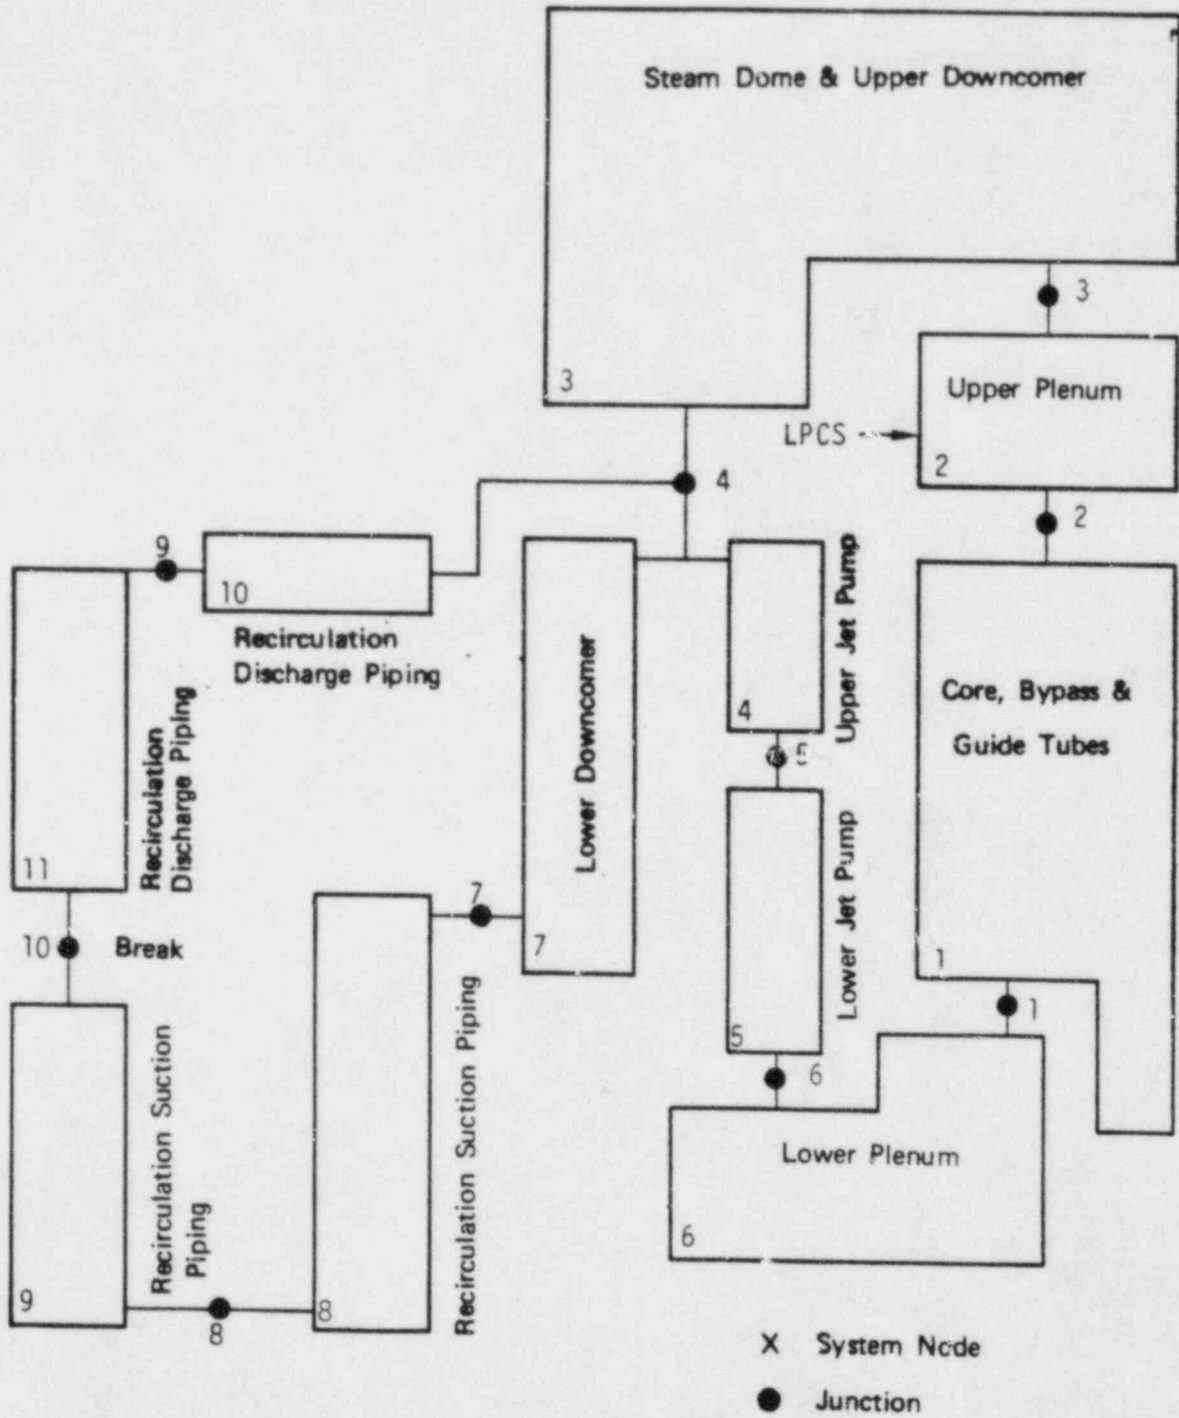 Steam Dome & Upper Downcomer
3
3
Upper Plenum
LPCS
2
4
2
9
10
Recirculation
Discharge Piping
Lower Downcomer
4
Upper Jet Pump
5
Core, Bypass &
Guide Tubes
11
Recirculation
Discharge Piping
10
Break
7
7
Lower Jet Pump
5
1
1
6
Lower Plenum
6
9
Recirculation Suction
Piping
8
8
Recirculation Suction Piping
X System Node
Junction